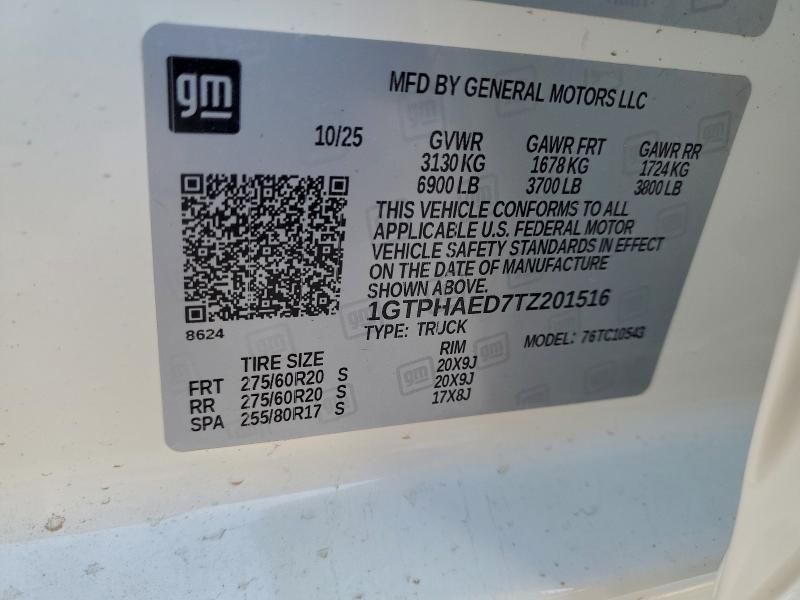 gm
MFD BY GENERAL MOTORS LLC
10/25 GVWR GAWR FRT GAWR RR
3130 KG 1678 KG 1724 KG
6900 LB 3700 LB 3800 LB
THIS VEHICLE CONFORMS TO ALL
APPLICABLE U.S. FEDERAL MOTOR
VEHICLE SAFETY STANDARDS IN EFFECT
ON THE DATE OF MANUFACTURE
SHOWN ABOVE.
1GTPHAED7TZ201516
8624
TYPE: TRUCK MODEL: 76TC10543
TIRE SIZE RIM
FRT 275/60R20 S 20X9J
RR 275/60R20 S 20X9J
SPA 255/80R17 S 17X8J